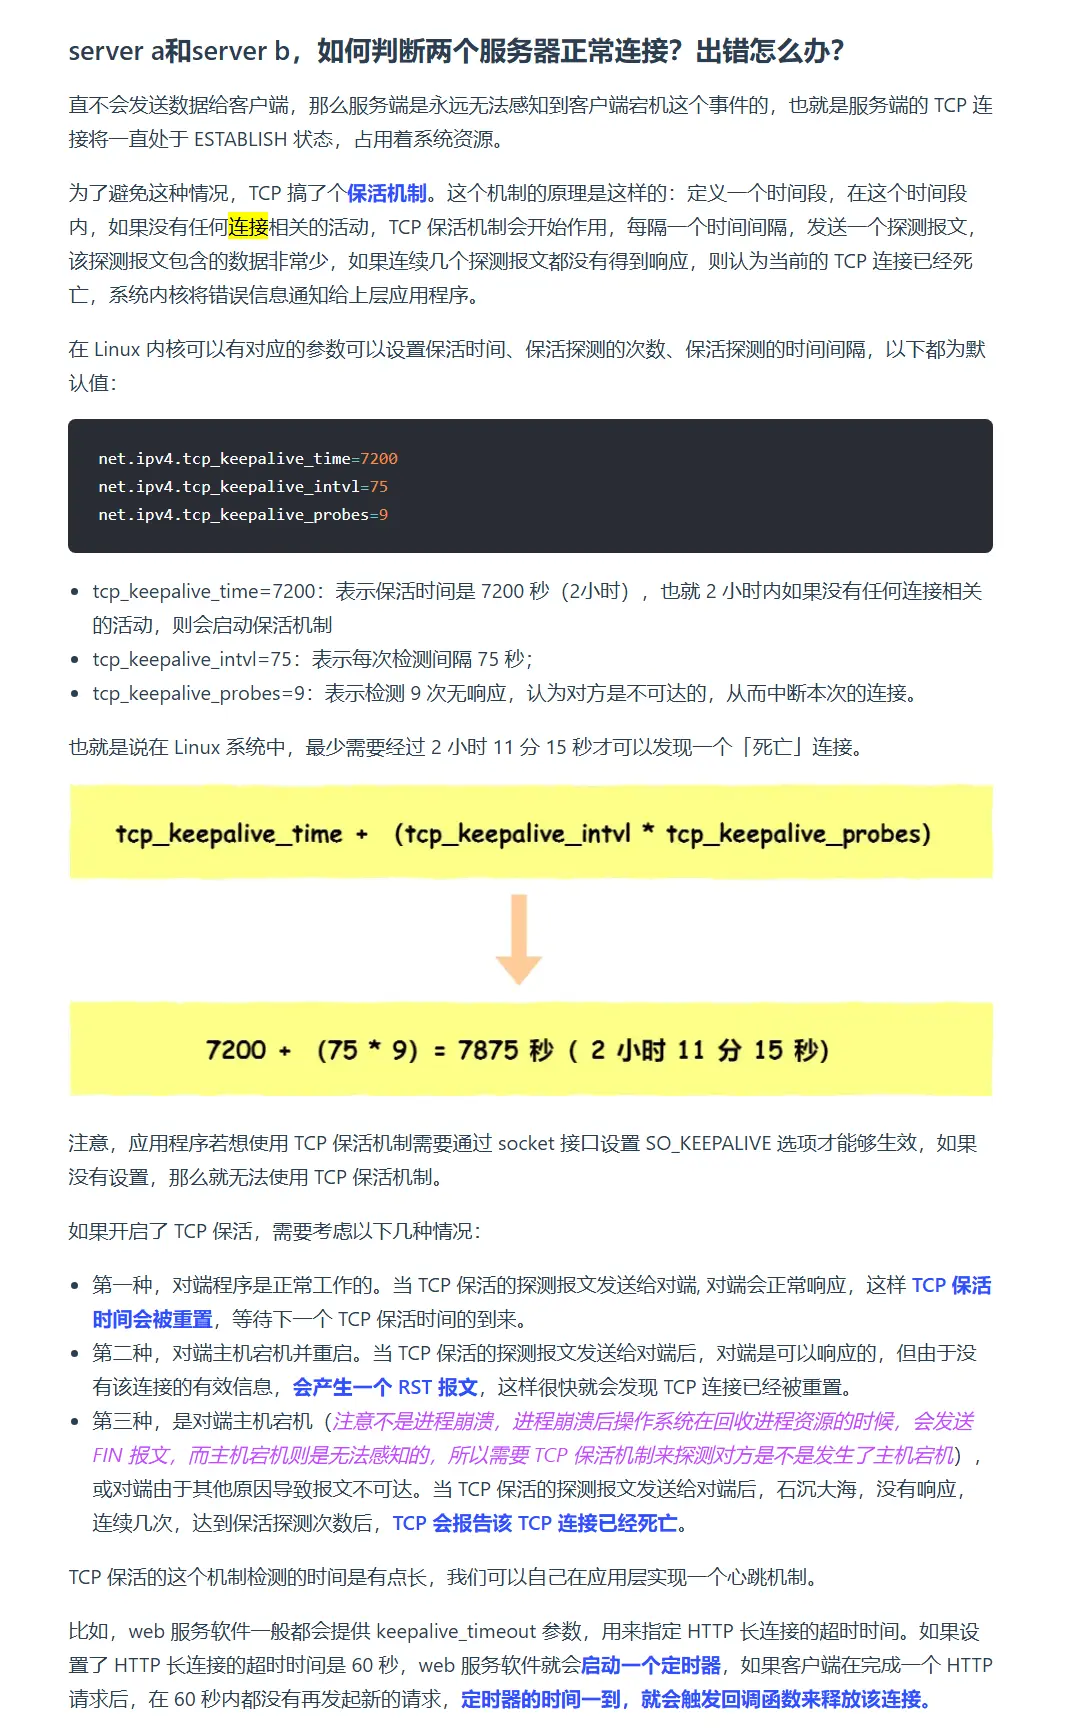 server a和server b，如何判断两个服务器正常连接？出错怎么办？
直不会发送数据给客户端，那么服务端是永远无法感知到客户端宕机这个事件的，也就是服务端的 TCP 连
接将一直处于 ESTABLISH 状态，占用着系统资源。
为了避免这种情况，TCP 搞了个保活机制。这个机制的原理是这样的：定义一个时间段，在这个时间段
内，如果没有任何连接相关的活动，TCP 保活机制会开始作用，每隔一个时间间隔，发送一个探测报文，
该探测报文包含的数据非常少，如果连续几个探测报文都没有得到响应，则认为当前的 TCP 连接已经死
亡，系统内核将错误信息通知给上层应用程序。
在 Linux 内核可以有对应的参数可以设置保活时间、保活探测的次数、保活探测的时间间隔，以下都为默
认值：
net.ipv4.tcp_keepalive_time=7200
net.ipv4.tcp_keepalive_intvl=75
net.ipv4.tcp_keepalive_probes=9
• tcp_keepalive_time=7200：表示保活时间是 7200 秒（2小时），也就 2 小时内如果没有任何连接相关
的活动，则会启动保活机制
• tcp_keepalive_intvl=75：表示每次检测间隔 75 秒；
• tcp_keepalive_probes=9：表示检测 9 次无响应，认为对方是不可达的，从而中断本次的连接。
也就是说在 Linux 系统中，最少需要经过 2 小时 11 分 15 秒才可以发现一个「死亡」连接。
tcp_keepalive_time + （tcp_keepalive_intvl * tcp_keepalive_probes）
7200 + （75 * 9）= 7875 秒（ 2 小时 11 分 15 秒）
注意，应用程序若想使用 TCP 保活机制需要通过 socket 接口设置 SO_KEEPALIVE 选项才能够生效，如果
没有设置，那么就无法使用 TCP 保活机制。
如果开启了 TCP 保活，需要考虑以下几种情况：
• 第一种，对端程序是正常工作的。当 TCP 保活的探测报文发送给对端, 对端会正常响应，这样 TCP 保活
时间会被重置，等待下一个 TCP 保活时间的到来。
• 第二种，对端主机宕机并重启。当 TCP 保活的探测报文发送给对端后，对端是可以响应的，但由于没
有该连接的有效信息，会产生一个 RST 报文，这样很快就会发现 TCP 连接已经被重置。
• 第三种，是对端主机宕机（注意不是进程崩溃，进程崩溃后操作系统在回收进程资源的时候，会发送
FIN 报文，而主机宕机则是无法感知的，所以需要 TCP 保活机制来探测对方是不是发生了主机宕机），
或对端由于其他原因导致报文不可达。当 TCP 保活的探测报文发送给对端后，石沉大海，没有响应，
连续几次，达到保活探测次数后，TCP 会报告该 TCP 连接已经死亡。
TCP 保活的这个机制检测的时间是有点长，我们可以自己在应用层实现一个心跳机制。
比如，web 服务软件一般都会提供 keepalive_timeout 参数，用来指定 HTTP 长连接的超时时间。如果设
置了 HTTP 长连接的超时时间是 60 秒，web 服务软件就会启动一个定时器，如果客户端在完成一个 HTTP
请求后，在 60 秒内都没有再发起新的请求，定时器的时间一到，就会触发回调函数来释放该连接。